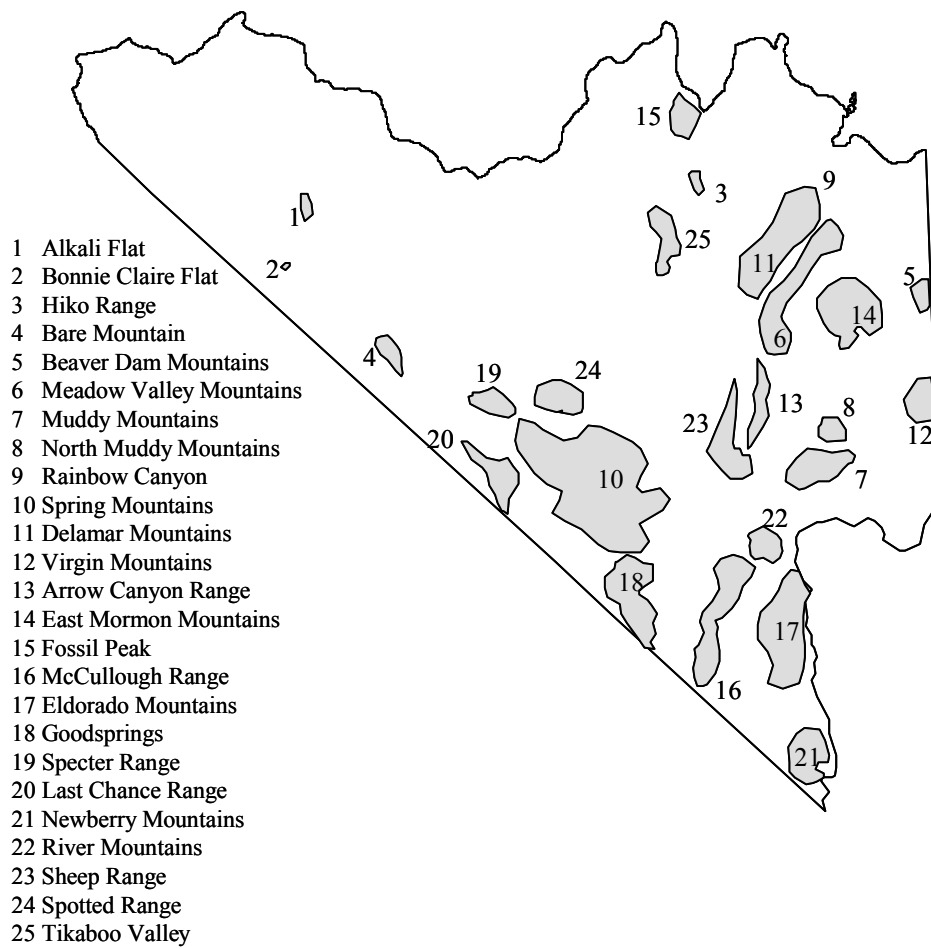 15
3
9
1
25
11
5
2
14
6
4
19
24
13
23
8
12
20
10
7
22
18
17
16
21
1 Alkali Flat
2 Bonnie Claire Flat
3 Hiko Range
4 Bare Mountain
5 Beaver Dam Mountains
6 Meadow Valley Mountains
7 Muddy Mountains
8 North Muddy Mountains
9 Rainbow Canyon
10 Spring Mountains
11 Delamar Mountains
12 Virgin Mountains
13 Arrow Canyon Range
14 East Mormon Mountains
15 Fossil Peak
16 McCullough Range
17 Eldorado Mountains
18 Goodsprings
19 Specter Range
20 Last Chance Range
21 Newberry Mountains
22 River Mountains
23 Sheep Range
24 Spotted Range
25 Tikaboo Valley